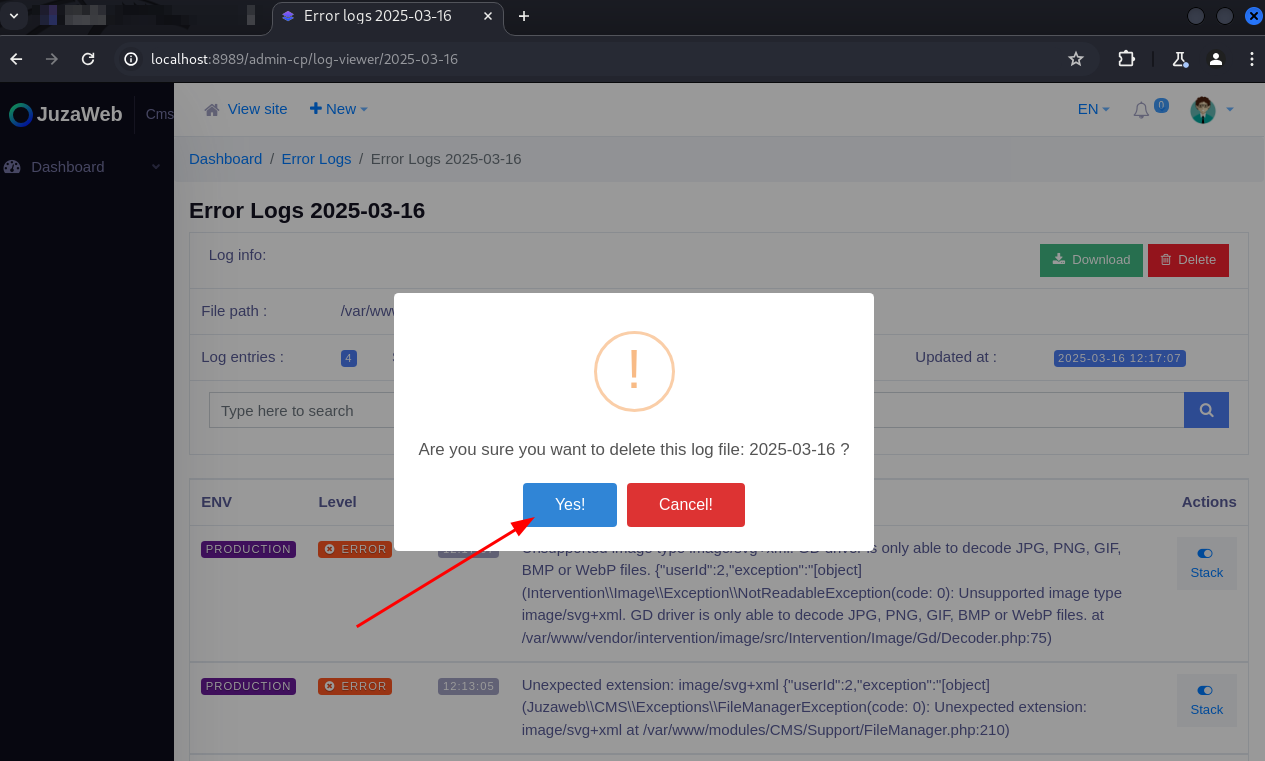 Error logs 2025-03-16
localhost:8989/admin-cp/log-viewer/2025-03-16
JuzaWeb Cms
View site New EN 0
Dashboard
Dashboard / Error Logs / Error Logs 2025-03-16
Error Logs 2025-03-16
Log info: Download Delete
File path : /var/www
Log entries : 4 Updated at : 2025-03-16 12:17:07
Type here to search
!
Are you sure you want to delete this log file: 2025-03-16 ?
Yes! Cancel!
ENV Level Actions
PRODUCTION ERROR Unsupported image type image/svg+xml. GD driver is only able to decode JPG, PNG, GIF,
BMP or WebP files. {"userId":2,"exception":"[object]
(Intervention\\Image\\Exception\\NotReadableException(code: 0): Unsupported image type
image/svg+xml. GD driver is only able to decode JPG, PNG, GIF, BMP or WebP files. at
/var/www/vendor/intervention/image/src/Intervention/Image/Gd/Decoder.php:75)
Stack
PRODUCTION ERROR 12:13:05 Unexpected extension: image/svg+xml {"userId":2,"exception":"[object]
(Juzaweb\\CMS\\Exceptions\\FileManagerException(code: 0): Unexpected extension:
image/svg+xml at /var/www/modules/CMS/Support/FileManager.php:210)
Stack